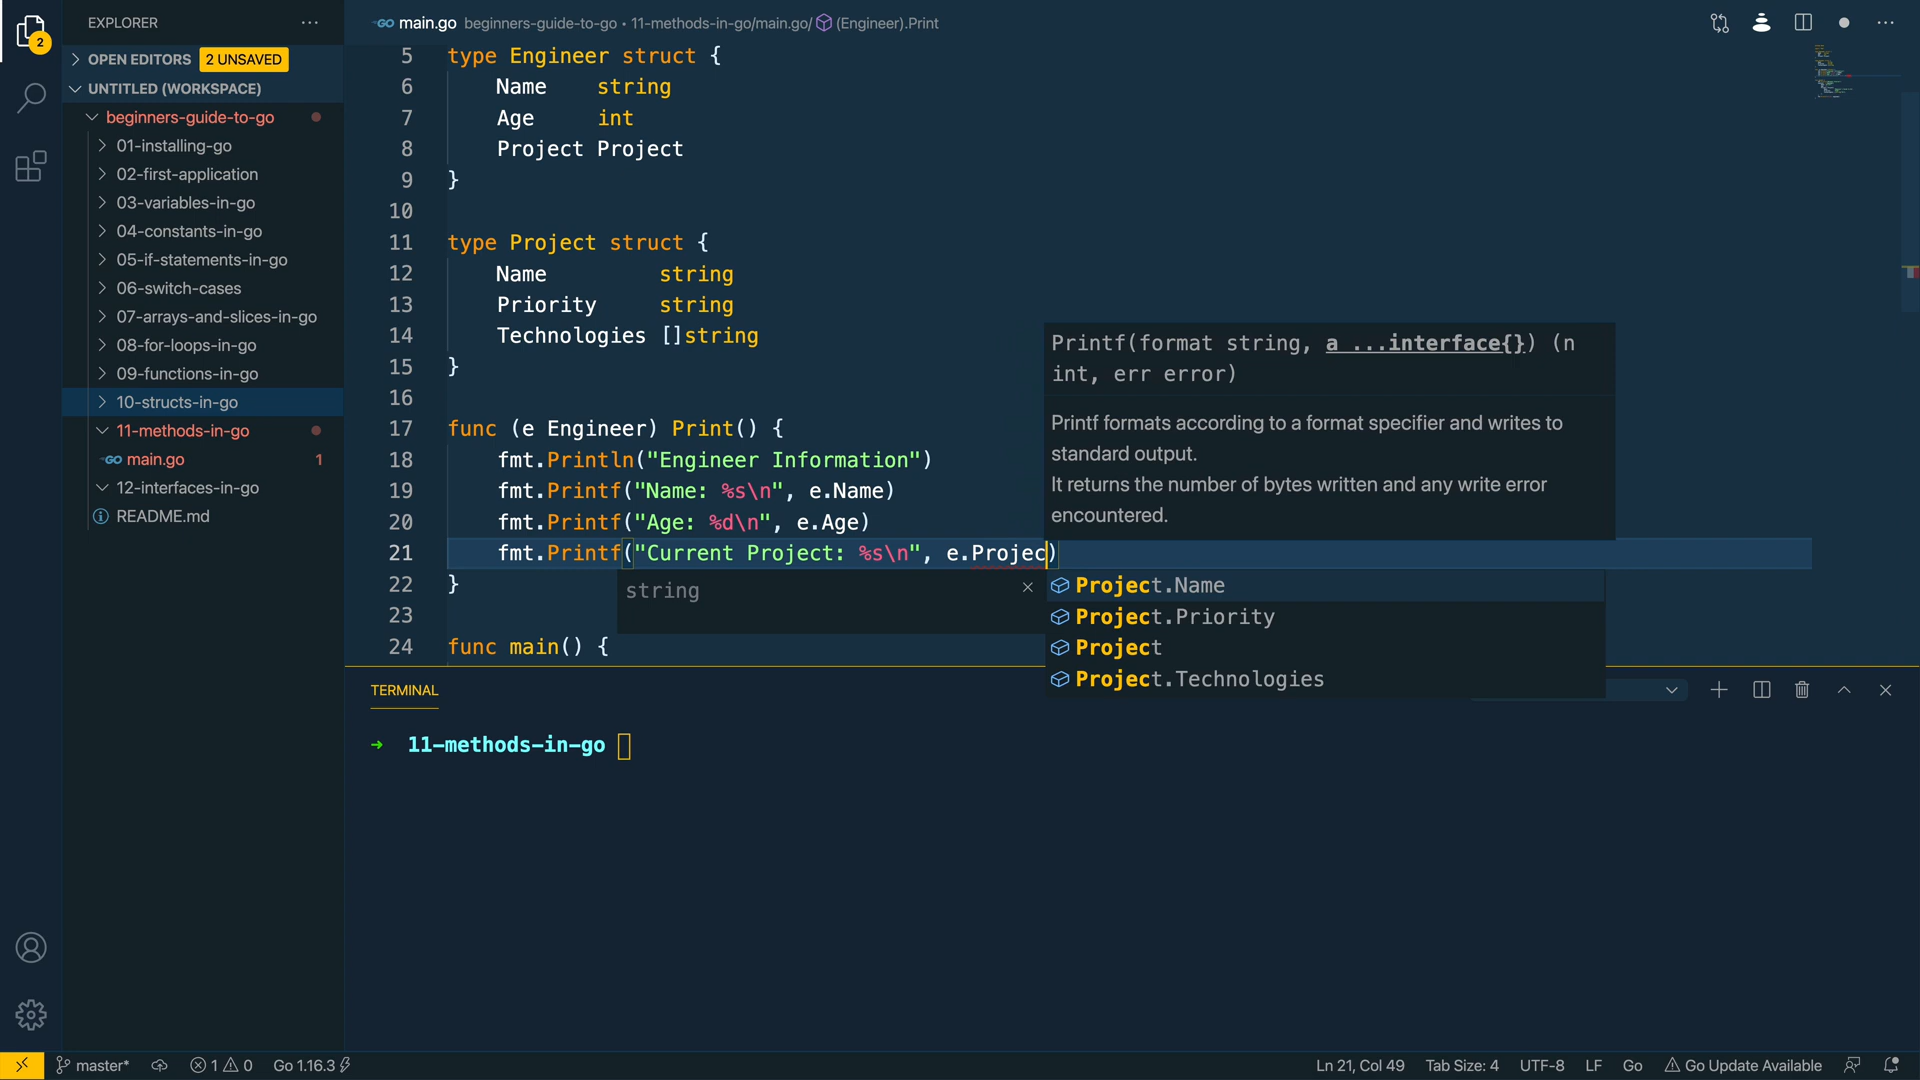 EXPLORER
main.go beginners-guide-to-go • 11-methods-in-go/main.go/ (Engineer).Print
2
OPEN EDITORS 2 UNSAVED
UNTITLED (WORKSPACE)
beginners-guide-to-go
01-installing-go
02-first-application
03-variables-in-go
04-constants-in-go
05-if-statements-in-go
06-switch-cases
07-arrays-and-slices-in-go
08-for-loops-in-go
09-functions-in-go
10-structs-in-go
11-methods-in-go
GO main.go 1
12-interfaces-in-go
README.md
5 type Engineer struct {
6 Name string
7 Age int
8 Project Project
9 }
10
11 type Project struct {
12 Name string
13 Priority string
14 Technologies []string
15 }
16
17 func (e Engineer) Print() {
18 fmt.Println("Engineer Information")
19 fmt.Printf("Name: %s\n", e.Name)
20 fmt.Printf("Age: %d\n", e.Age)
21 fmt.Printf("Current Project: %s\n", e.Projec)
22 }
23
24 func main() {
Printf(format string, a ...interface{}) (n
int, err error)
Printf formats according to a format specifier and writes to
standard output.
It returns the number of bytes written and any write error
encountered.
string
Project.Name
Project.Priority
Project
Project.Technologies
TERMINAL
➜ 11-methods-in-go
master* 1 0 Go 1.16.3 Ln 21, Col 49 Tab Size: 4 UTF-8 LF Go Go Update Available